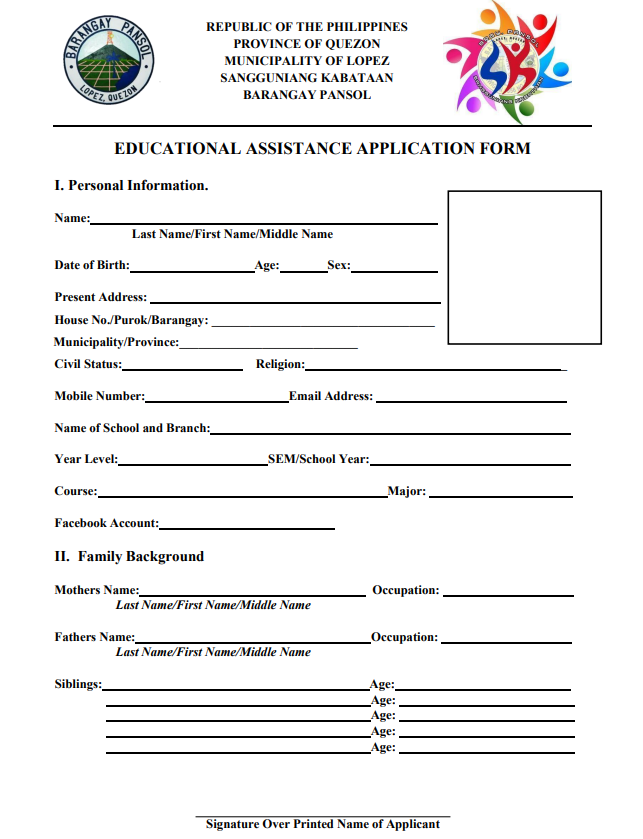 BARANGAY PANSOL
LOPEZ, QUEZON
REPUBLIC OF THE PHILIPPINES
PROVINCE OF QUEZON
MUNICIPALITY OF LOPEZ
SANGGUNIANG KABATAAN
BARANGAY PANSOL
EDUCATIONAL ASSISTANCE APPLICATION FORM
I. Personal Information.
Name:
Last Name/First Name/Middle Name
Date of Birth: Age: Sex:
Present Address:
House No./Purok/Barangay:
Municipality/Province:
Civil Status: Religion:
Mobile Number: Email Address:
Name of School and Branch:
Year Level: SEM/School Year:
Course: Major:
Facebook Account:
II. Family Background
Mothers Name: Occupation:
Last Name/First Name/Middle Name
Fathers Name: Occupation:
Last Name/First Name/Middle Name
Siblings: Age:
Age:
Age:
Age:
Age:
Signature Over Printed Name of Applicant